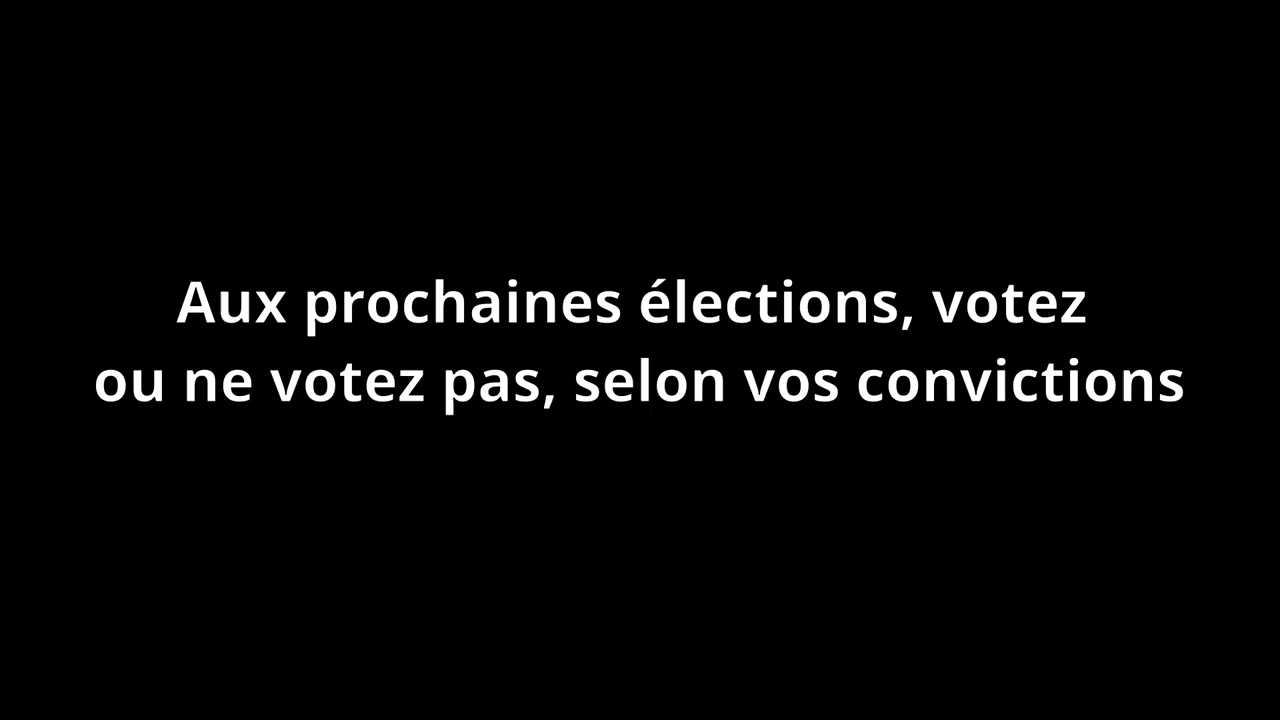 Aux prochaines élections, votez
ou ne votez pas, selon vos convictions